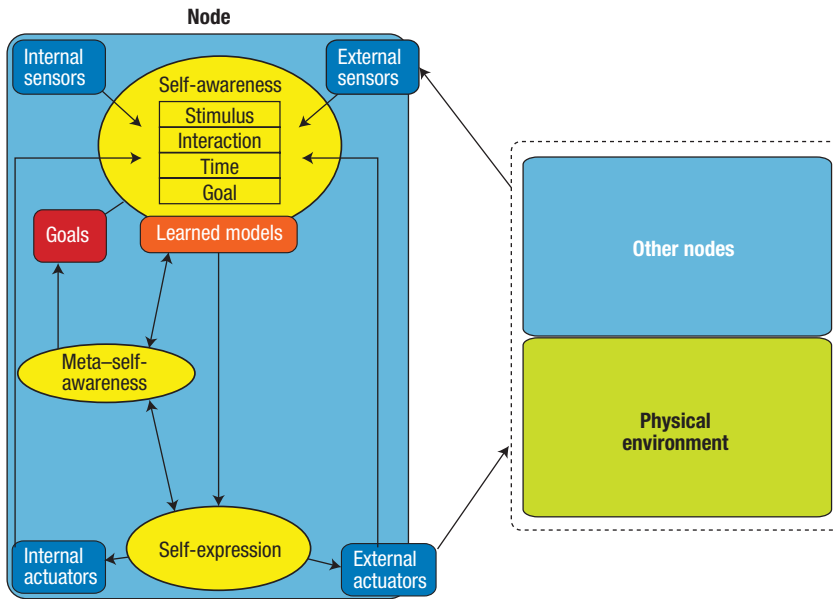 Node
Internal
sensors
External
sensors
Self-awareness
Stimulus
Interaction
Time
Goal
Goals
Learned models
Other nodes
Meta–self-
awareness
Physical
environment
Self-expression
Internal
actuators
External
actuators